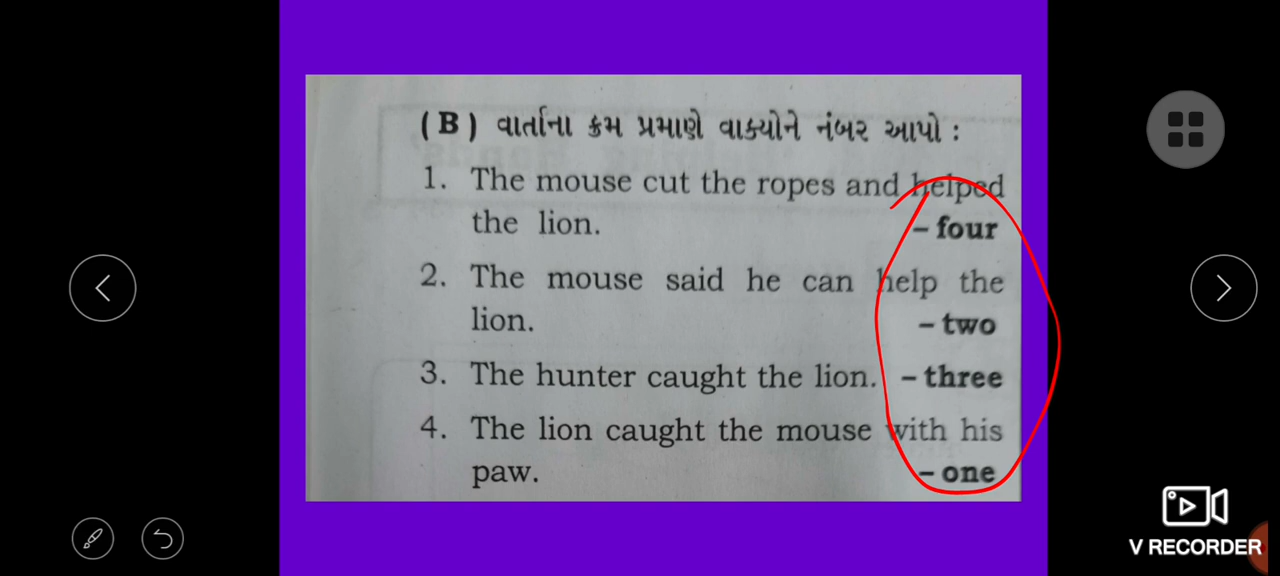 ( B ) વાર્તાના ક્રમ પ્રમાણે વાક્યોને નંબર આપો :
1. The mouse cut the ropes and helped
the lion. – four
2. The mouse said he can help the
lion. – two
3. The hunter caught the lion. – three
4. The lion caught the mouse with his
paw. – one
V RECORDER